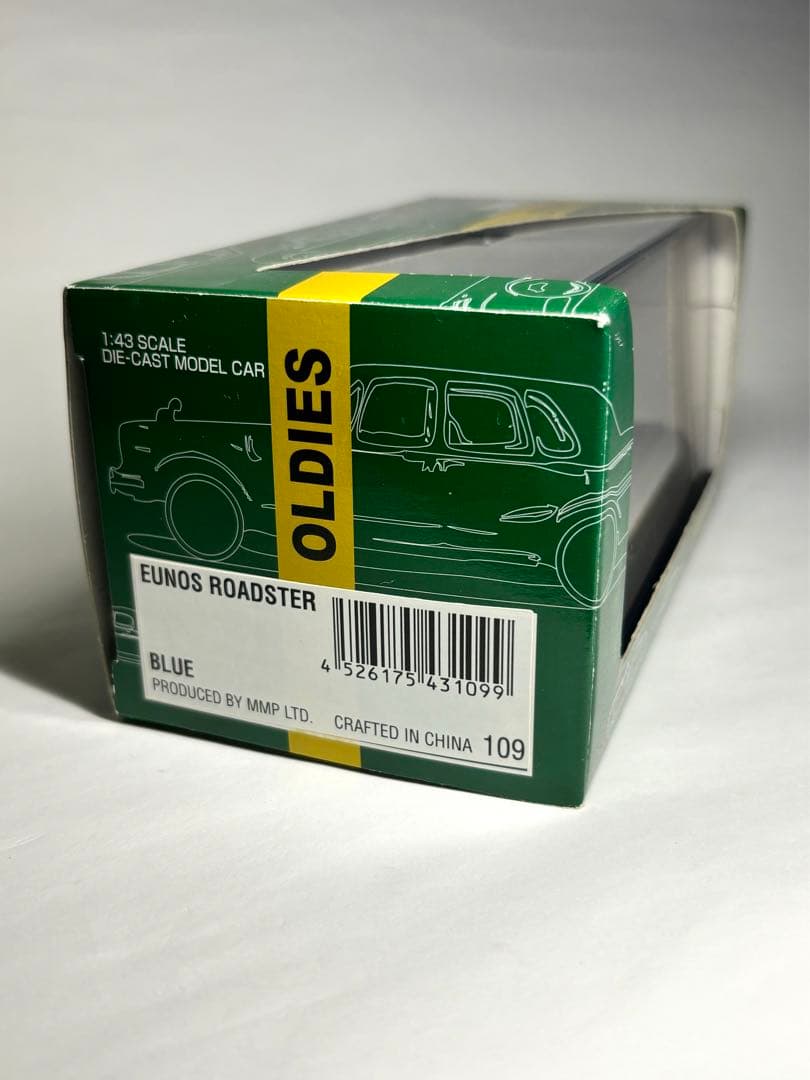 1:43 SCALE
DIE-CAST MODEL CAR
OLDIES
EUNOS ROADSTER
4 526175 431099
BLUE
PRODUCED BY MMP LTD. CRAFTED IN CHINA 109